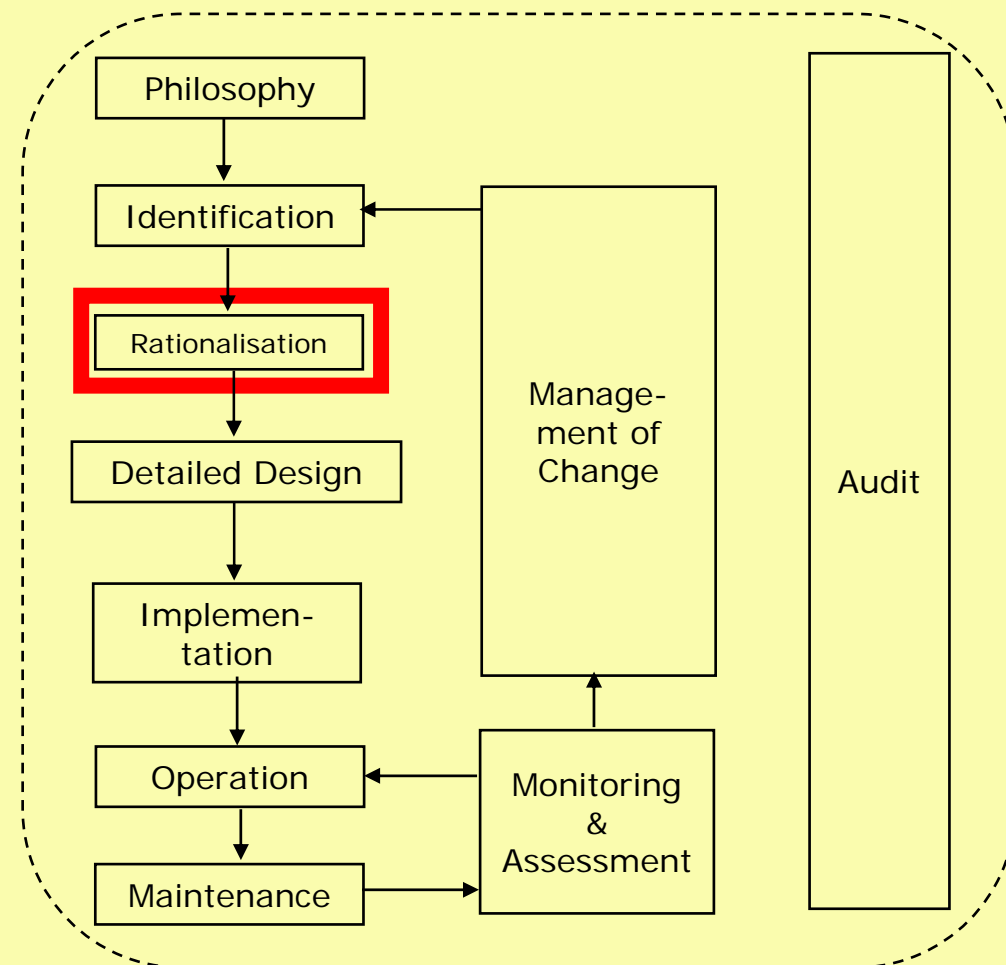 Philosophy
Identification
Rationalisation
Detailed Design
Implemen-
tation
Operation
Maintenance
Manage-
ment of
Change
Monitoring
&
Assessment
Audit